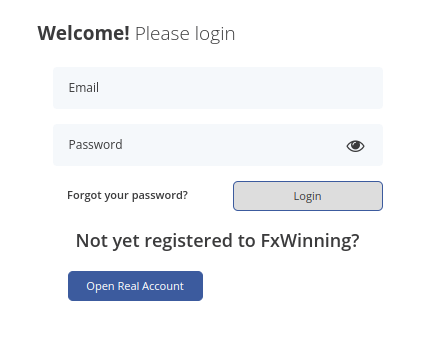 Welcome! Please login
Email
Password
Forgot your password?
Login
Not yet registered to FxWinning?
Open Real Account